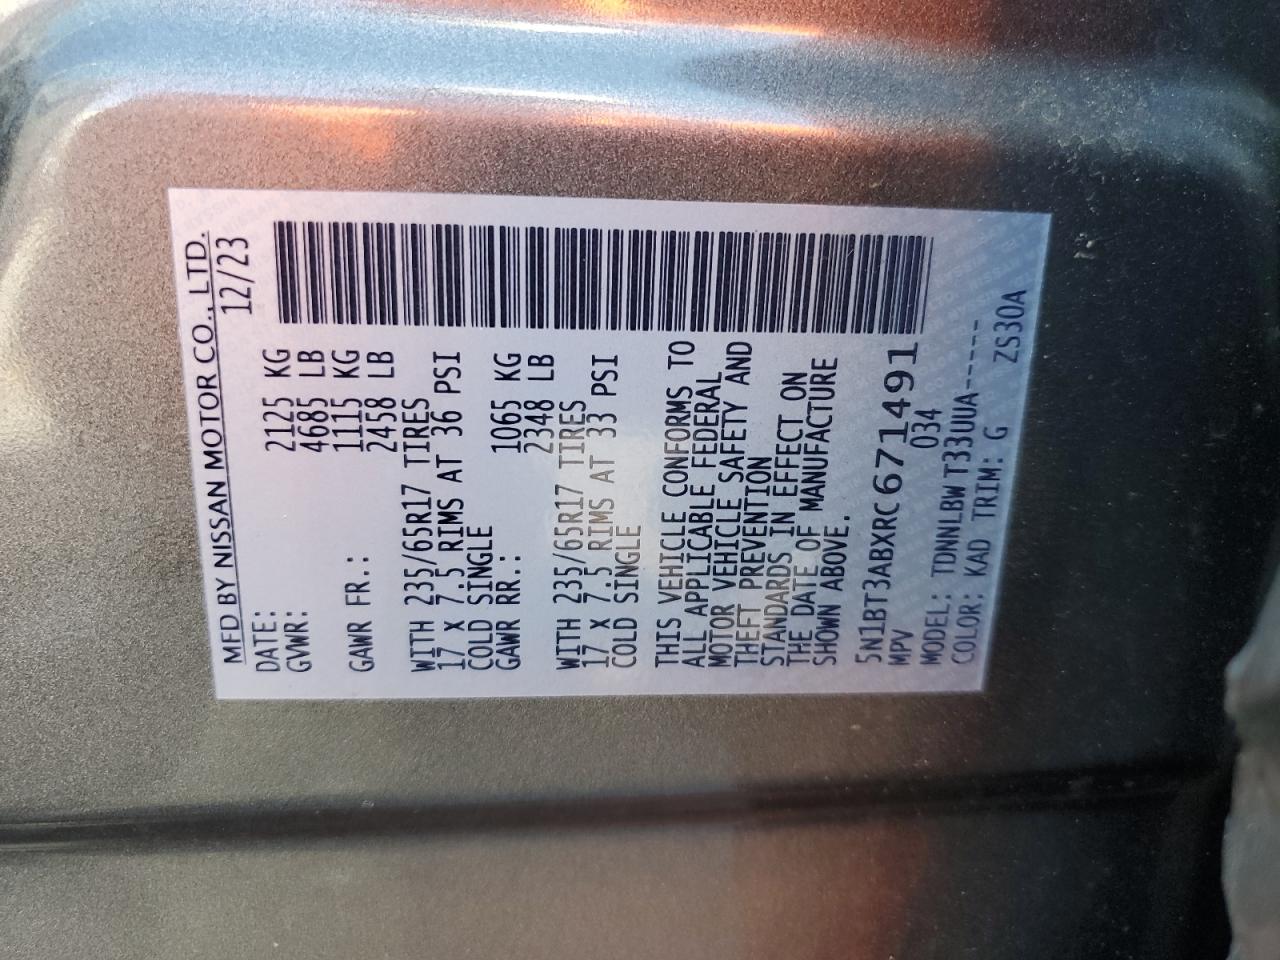 MFD BY NISSAN MOTOR CO., LTD.
DATE: 12/23
GVWR: 2125 KG
4685 LB
GAWR FR.: 1115 KG
2458 LB
WITH 235/65R17 TIRES
17 X 7.5 RIMS AT 36 PSI
COLD SINGLE
GAWR RR.: 1065 KG
2348 LB
WITH 235/65R17 TIRES
17 X 7.5 RIMS AT 33 PSI
COLD SINGLE
THIS VEHICLE CONFORMS TO
ALL APPLICABLE FEDERAL
MOTOR VEHICLE SAFETY AND
THEFT PREVENTION
STANDARDS IN EFFECT ON
THE DATE OF MANUFACTURE
SHOWN ABOVE.
5N1BT3ABXRC671491
MPV 034
MODEL: TDNNLBW T33UUA-----
COLOR: KAD TRIM: G ZS30A